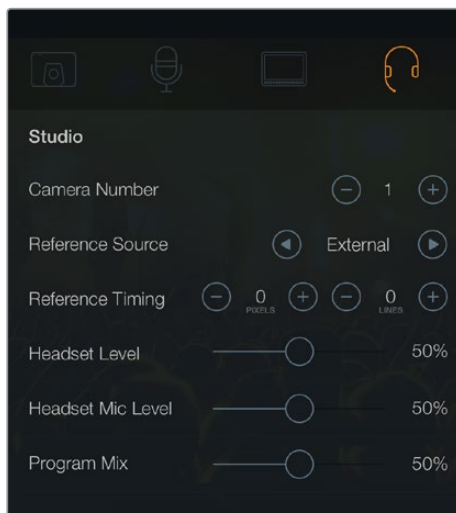 Studio
Camera Number 1
Reference Source External
Reference Timing 0 PIXELS 0 LINES
Headset Level 50%
Headset Mic Level 50%
Program Mix 50%